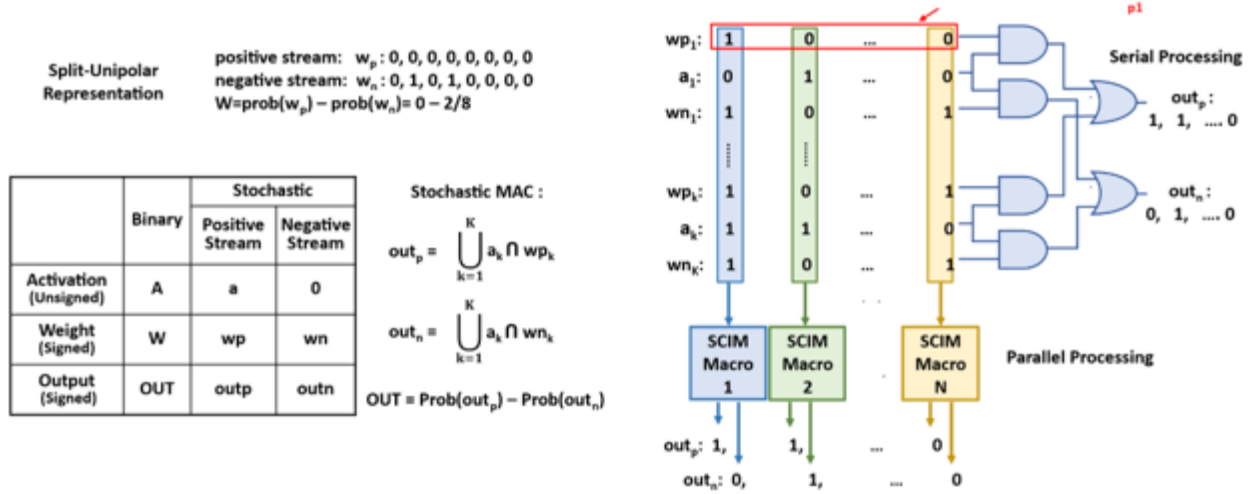 Split-Unipolar
Representation
positive stream: wp : 0, 0, 0, 0, 0, 0, 0, 0
negative stream: wn : 0, 1, 0, 1, 0, 0, 0, 0
W=prob(wp) – prob(wn)= 0 – 2/8
Binary
Stochastic
Positive Stream
Negative Stream
Activation (Unsigned) A a 0
Weight (Signed) W wp wn
Output (Signed) OUT outp outn
Stochastic MAC :
outp = ⋃ k=1 K ak ∩ wpk
outn = ⋃ k=1 K ak ∩ wnk
OUT = Prob(outp) – Prob(outn)
p1
wp1: 1 0 ... 0
a1: 0 1 ... 0
wn1: 1 0 ... 1
...... ......
wpk: 1 0 ... 1
ak: 1 1 ... 0
wnK: 1 0 ... 1
Serial Processing
outp :
1, 1, .... 0
outn :
0, 1, .... 0
SCIM Macro 1
SCIM Macro 2
SCIM Macro N
Parallel Processing
outp: 1, 1, ... 0
outn: 0, 1, ... 0